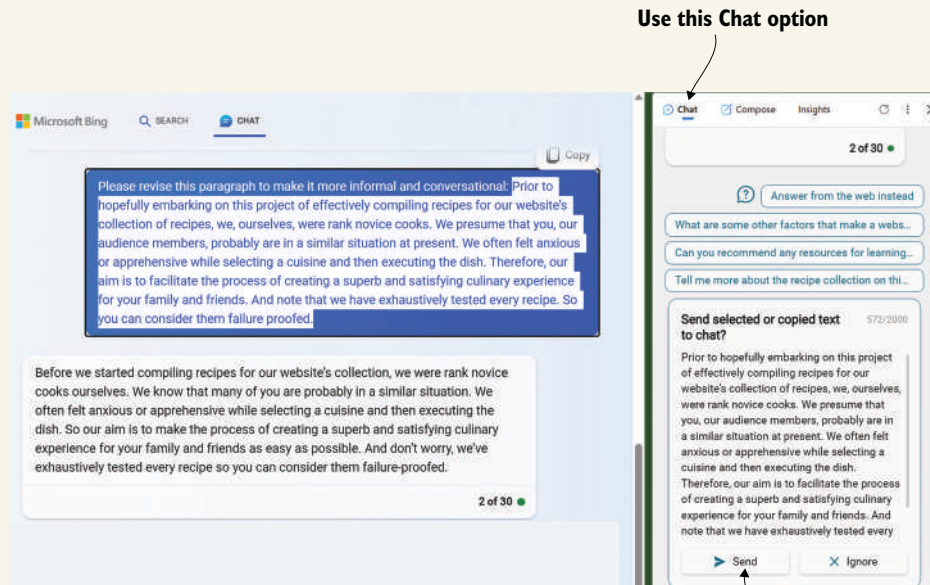 Use this Chat option
Microsoft Bing
SEARCH
CHAT
Copy
Please revise this paragraph to make it more informal and conversational: Prior to
hopefully embarking on this project of effectively compiling recipes for our website's
collection of recipes, we, ourselves, were rank novice cooks. We presume that you, our
audience members, probably are in a similar situation at present. We often felt anxious
or apprehensive while selecting a cuisine and then executing the dish. Therefore, our
aim is to facilitate the process of creating a superb and satisfying culinary experience
for your family and friends. And note that we have exhaustively tested every recipe. So
you can consider them failure proofed.
Before we started compiling recipes for our website's collection, we were rank novice
cooks ourselves. We know that many of you are probably in a similar situation. We
often felt anxious or apprehensive while selecting a cuisine and then executing the
dish. So our aim is to make the process of creating a superb and satisfying culinary
experience for your family and friends as easy as possible. And don't worry, we've
exhaustively tested every recipe so you can consider them failure-proofed.
2 of 30
Chat
Compose
Insights
2 of 30
Answer from the web instead
What are some other factors that make a webs...
Can you recommend any resources for learning...
Tell me more about the recipe collection on thi...
Send selected or copied text
to chat?
572/2000
Prior to hopefully embarking on this project
of effectively compiling recipes for our
website's collection of recipes, we, ourselves,
were rank novice cooks. We presume that
you, our audience members, probably are in
a similar situation at present. We often felt
anxious or apprehensive while selecting a
cuisine and then executing the dish.
Therefore, our aim is to facilitate the process
of creating a superb and satisfying culinary
experience for your family and friends. And
note that we have exhaustively tested every
Send
Ignore